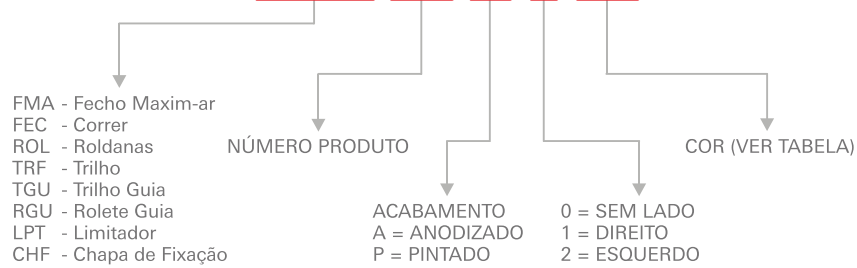 FMA - Fecho Maxim-ar
FEC - Correr
ROL - Roldanas
TRF - Trilho
TGU - Trilho Guia
RGU - Rolete Guia
LPT - Limitador
CHF - Chapa de Fixação
NÚMERO PRODUTO
ACABAMENTO
A = ANODIZADO
P = PINTADO
0 = SEM LADO
1 = DIREITO
2 = ESQUERDO
COR (VER TABELA)